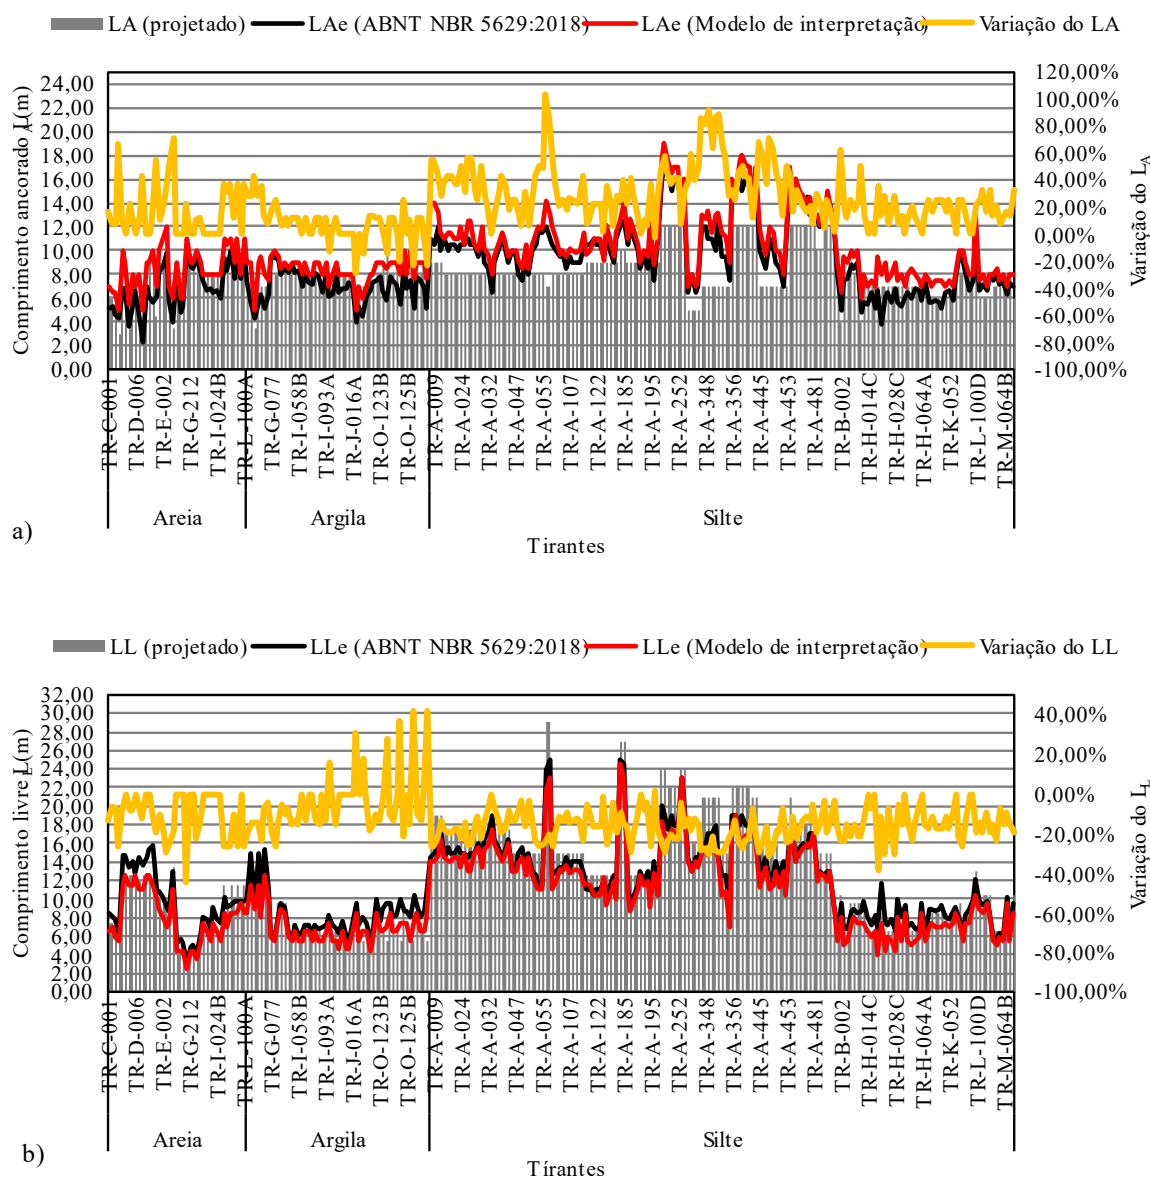 LA (projetado) LAe (ABNT NBR 5629:2018) LAe (Modelo de interpretação) Variação do LA
24,00
22,00
20,00
18,00
16,00
14,00
12,00
10,00
8,00
6,00
4,00
2,00
0,00
Comprimento ancorado LA(m)
120,00%
100,00%
80,00%
60,00%
40,00%
20,00%
0,00%
-20,00%
-40,00%
-60,00%
-80,00%
-100,00%
Variação do LA
TR-C-001
TR-D-006
TR-E-002
TR-G-212
TR-I-024B
TR-L-100A
TR-G-077
TR-I-058B
TR-I-093A
TR-J-016A
TR-O-123B
TR-O-125B
TR-A-009
TR-A-024
TR-A-032
TR-A-047
TR-A-055
TR-A-107
TR-A-122
TR-A-185
TR-A-195
TR-A-252
TR-A-348
TR-A-356
TR-A-445
TR-A-453
TR-A-481
TR-B-002
TR-H-014C
TR-H-028C
TR-H-064A
TR-K-052
TR-L-100D
TR-M-064B
Areia Argila Silte
a)
Tirantes
LL (projetado) LLe (ABNT NBR 5629:2018) LLe (Modelo de interpretação) Variação do LL
32,00
30,00
28,00
26,00
24,00
22,00
20,00
18,00
16,00
14,00
12,00
10,00
8,00
6,00
4,00
2,00
0,00
Comprimento livre LL(m)
40,00%
20,00%
0,00%
-20,00%
-40,00%
-60,00%
-80,00%
-100,00%
Variação do LL
TR-C-001
TR-D-006
TR-E-002
TR-G-212
TR-I-024B
TR-L-100A
TR-G-077
TR-I-058B
TR-I-093A
TR-J-016A
TR-O-123B
TR-O-125B
TR-A-009
TR-A-024
TR-A-032
TR-A-047
TR-A-055
TR-A-107
TR-A-122
TR-A-185
TR-A-195
TR-A-252
TR-A-348
TR-A-356
TR-A-445
TR-A-453
TR-A-481
TR-B-002
TR-H-014C
TR-H-028C
TR-H-064A
TR-K-052
TR-L-100D
TR-M-064B
Areia Argila Silte
b)
Tírantes